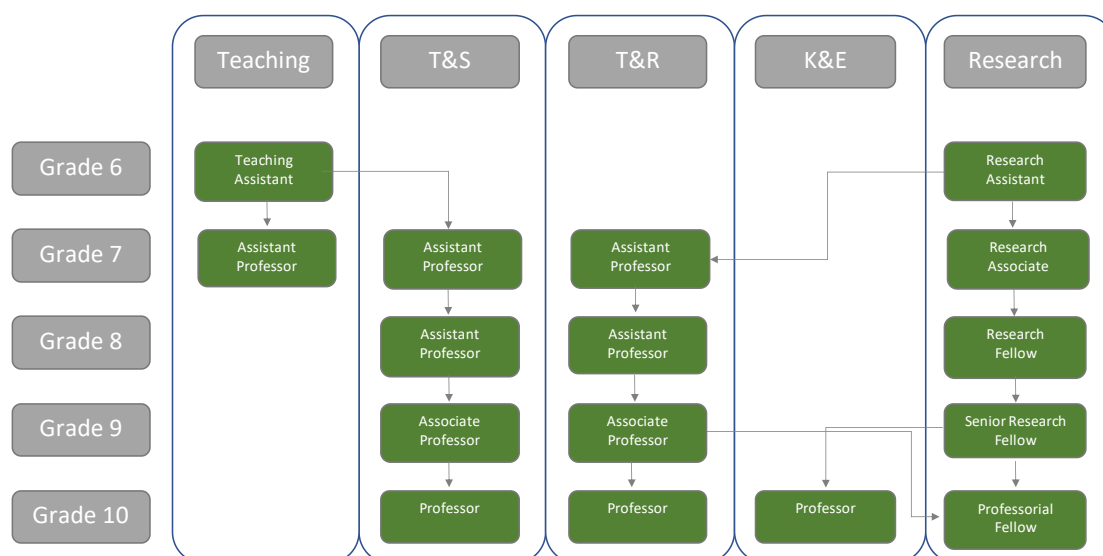 Teaching
T&S
T&R
K&E
Research
Grade 6
Teaching
Assistant
Research
Assistant
Grade 7
Assistant
Professor
Assistant
Professor
Assistant
Professor
Research
Associate
Grade 8
Assistant
Professor
Assistant
Professor
Research
Fellow
Grade 9
Associate
Professor
Associate
Professor
Senior Research
Fellow
Grade 10
Professor
Professor
Professor
Professorial
Fellow